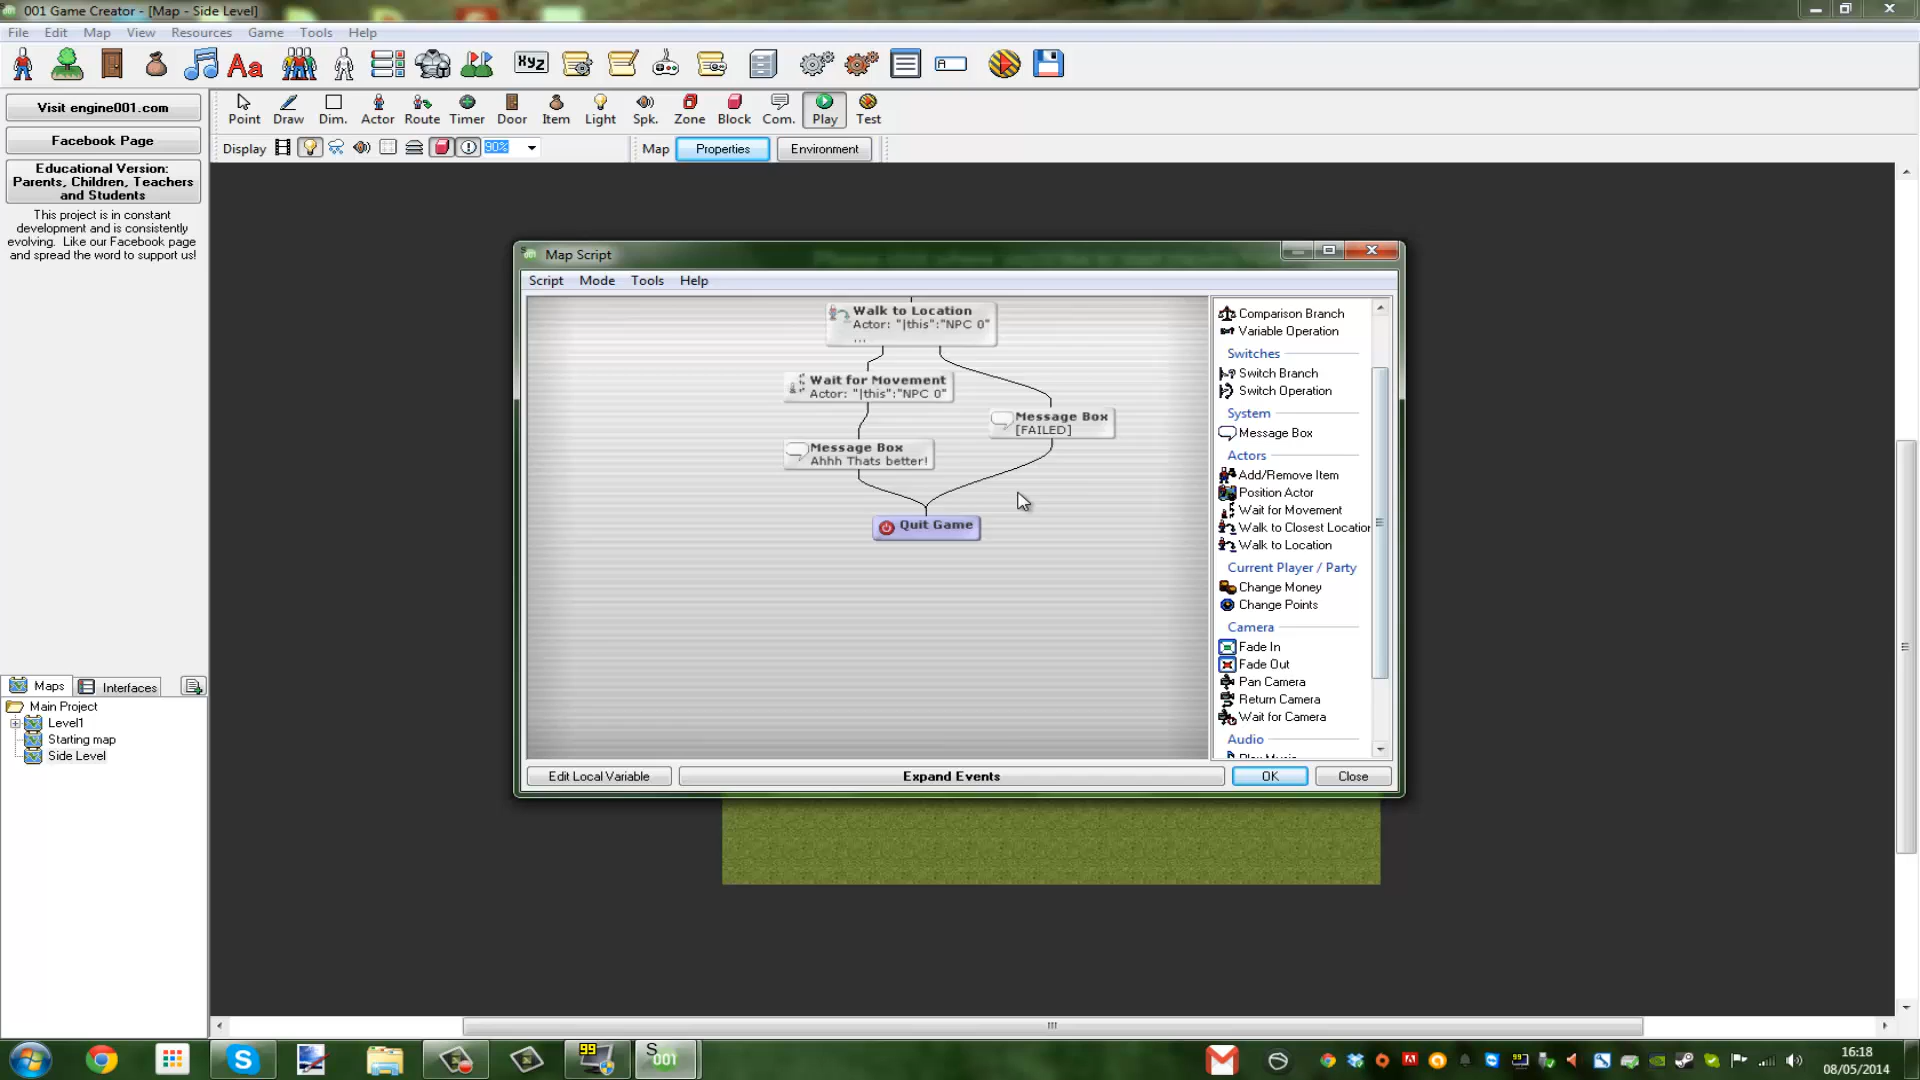 001 Game Creator - [Map - Side Level]
File Edit Map View Resources Game Tools Help
Aa
XYZ
A
Visit engine001.com
Facebook Page
Educational Version:
Parents, Children, Teachers
and Students
This project is in constant
development and is consistently
evolving. Like our Facebook page
and spread the word to support us!
Point Draw Dim. Actor Route Timer Door Item Light Spk. Zone Block Com. Play Test
Display 90% Map Properties Environment
Map Script
Script Mode Tools Help
Walk to Location
Actor: "|this":"NPC 0"
...
Wait for Movement
Actor: "|this":"NPC 0"
Message Box
[FAILED]
Message Box
Ahhh Thats better!
Quit Game
Comparison Branch
Variable Operation
Switches
Switch Branch
Switch Operation
System
Message Box
Actors
Add/Remove Item
Position Actor
Wait for Movement
Walk to Closest Location
Walk to Location
Current Player / Party
Change Money
Change Points
Camera
Fade In
Fade Out
Pan Camera
Return Camera
Wait for Camera
Audio
Play Music
Edit Local Variable Expand Events OK Close
Maps Interfaces
Main Project
Level1
Starting map
Side Level
99
S
001
16:18
08/05/2014